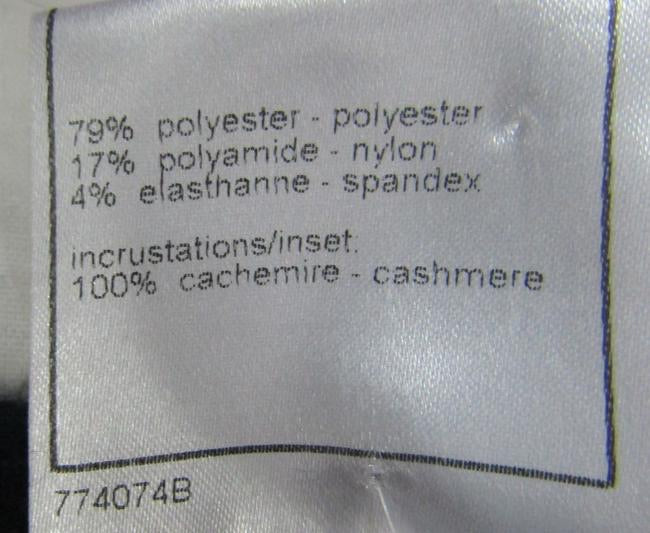 79% polyester - polyester
17% polyamide - nylon
4% elasthanne - spandex
incrustations/inset:
100% cachemire - cashmere
774074B